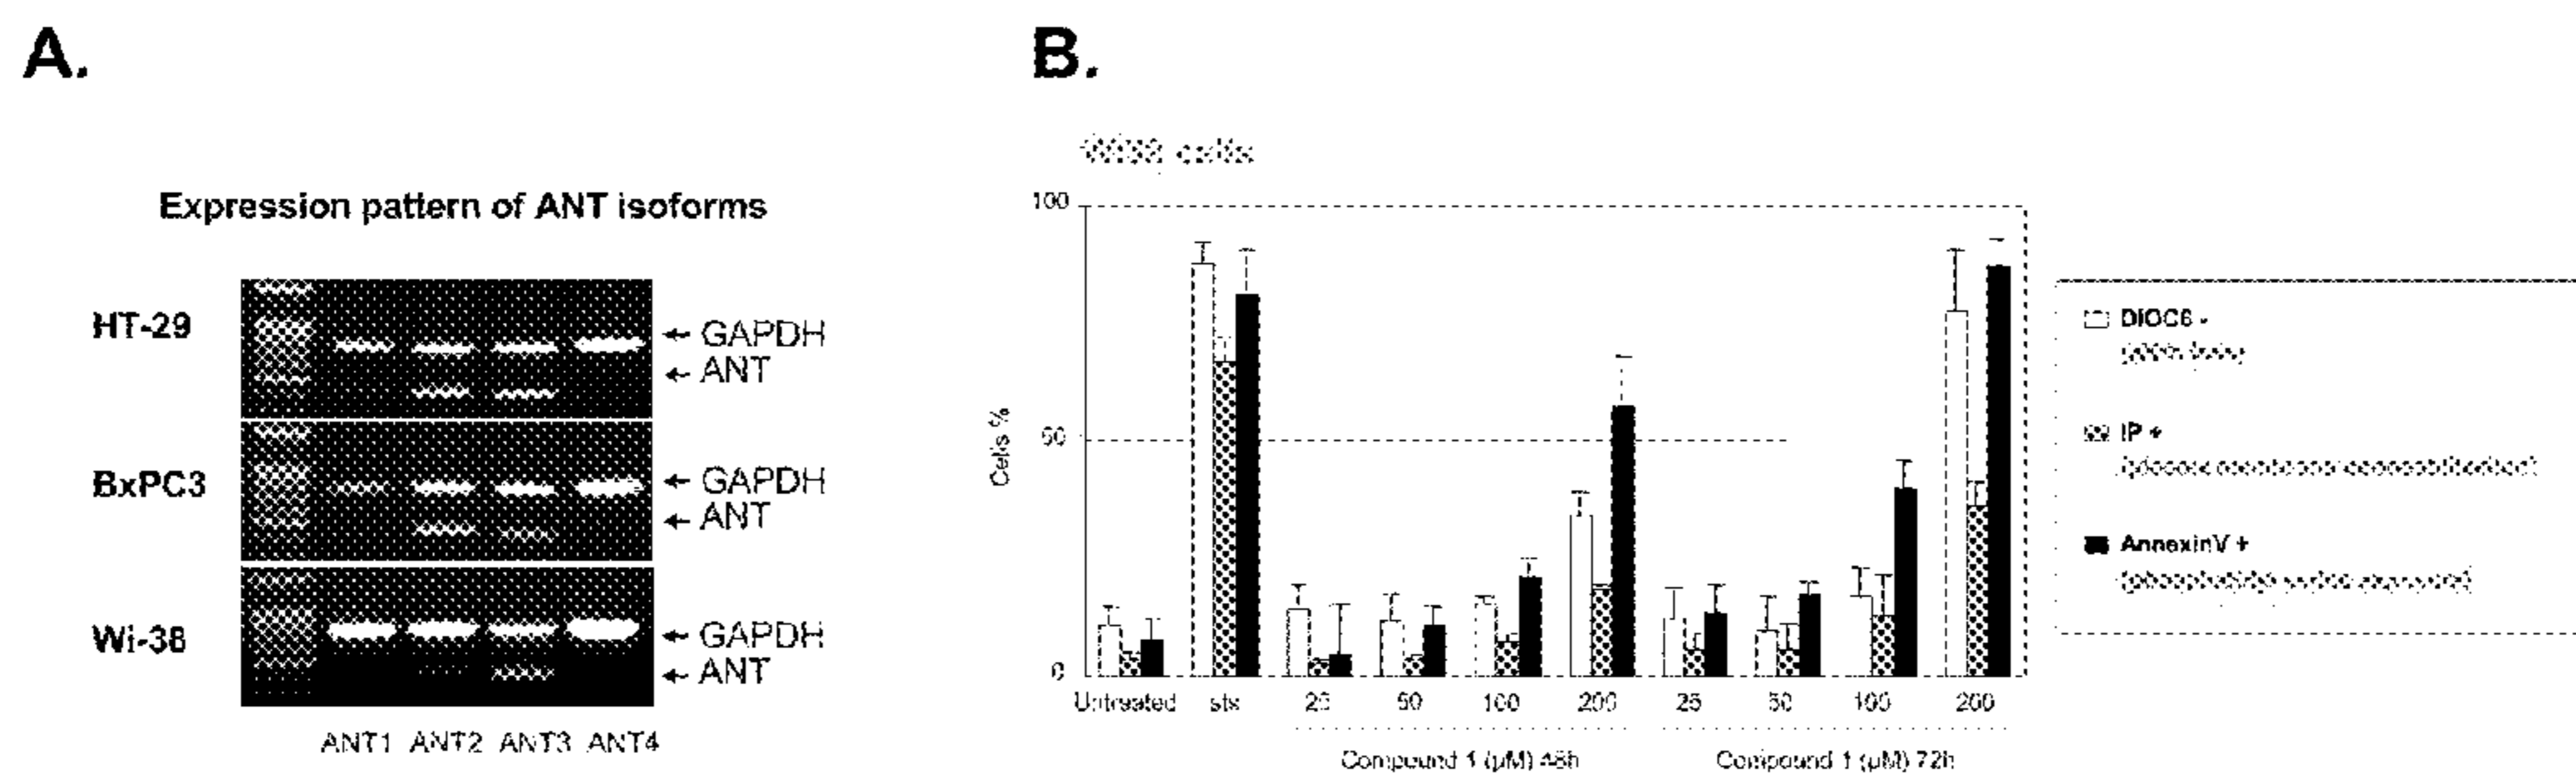 A.
Expression pattern of ANT isoforms
HT-29
← GAPDH
← ANT
BxPC3
← GAPDH
← ANT
Wi-38
← GAPDH
← ANT
ANT1 ANT2 ANT3 ANT4
B.
cells
100
50
0
Cells %
Untreated sts 25 50 100 200 25 50 100 200
Compound 1 (µM) 48h
Compound 1 (µM) 72h
DIOC6 -
IP +
AnnexinV +